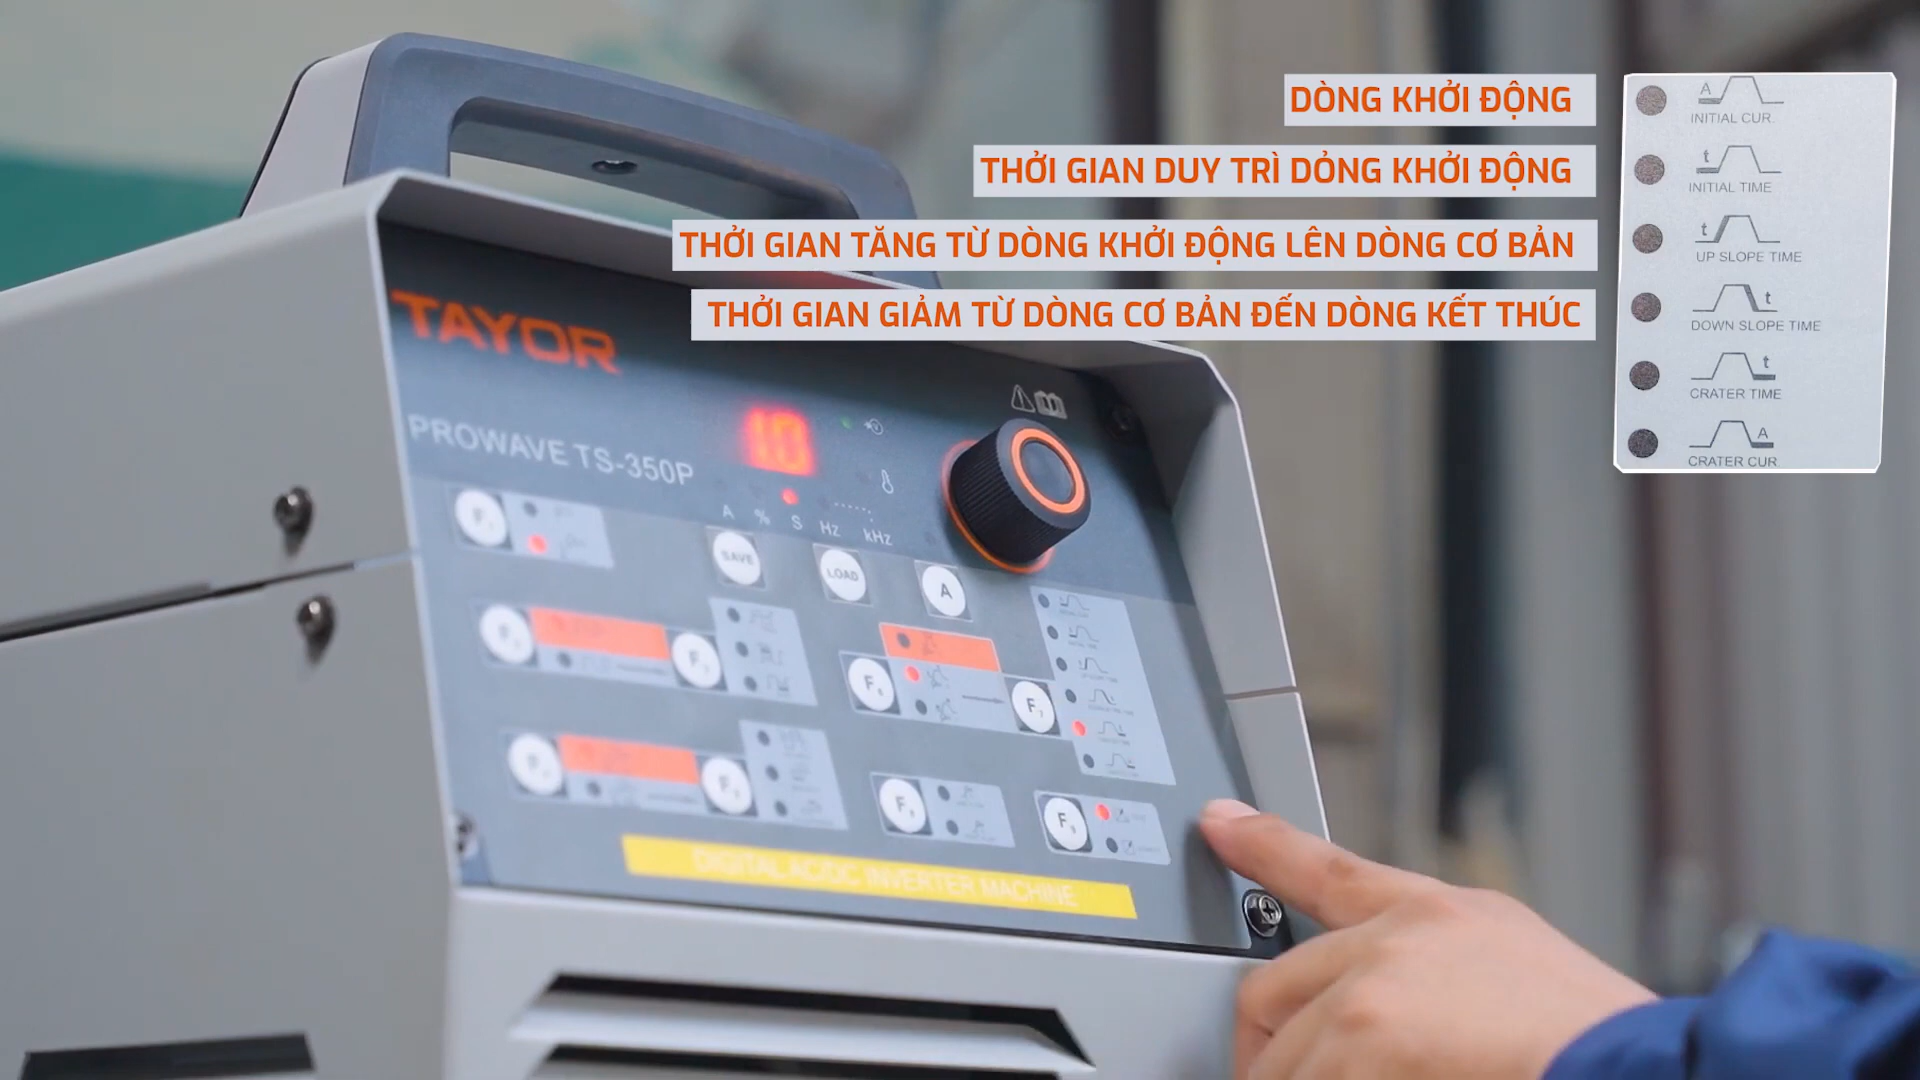 DÒNG KHỞI ĐỘNG
THỞI GIAN DUY TRÌ DỎNG KHỞI ĐỘNG
THỞI GIAN TĂNG TỪ DÒNG KHỞI ĐỘNG LÊN DÒNG CƠ BẢN
THỞI GIAN GIẢM TỪ DÒNG CƠ BẢN ĐẾN DÒNG KẾT THÚC
A
INITIAL CUR.
t
INITIAL TIME
t
UP SLOPE TIME
t
DOWN SLOPE TIME
t
CRATER TIME
A
CRATER CUR
TAYOR
PROWAVE TS-350P
10
A % S Hz kHz
SAVE
LOAD
A
DIGITAL AC/DC INVERTER MACHINE